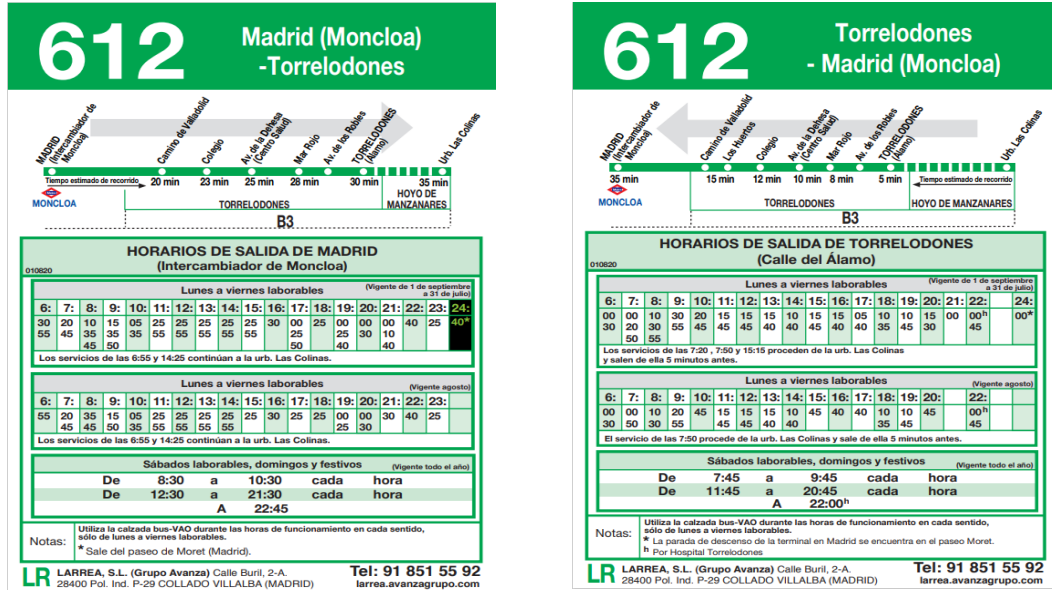 612
Madrid (Moncloa)
-Torrelodones
MADRID
(Intercambiador de
Moncloa)
Camino de Valladolid
Colegio
Av. de la Dehesa
(Centro Salud)
Mar Rojo
Av. de los Robles
TORRELODONES
(Álamo)
Urb. Las Colinas
Tiempo estimado de recorrido 20 min 23 min 25 min 28 min 30 min 35 min
MONCLOA
TORRELODONES
HOYO DE
MANZANARES
B3
HORARIOS DE SALIDA DE MADRID
(Intercambiador de Moncloa)
010820
Lunes a viernes laborables
(Vigente de 1 de septiembre
a 31 de julio)
6: 7: 8: 9: 10: 11: 12: 13: 14: 15: 16: 17: 18: 19: 20: 21: 22: 23: 24:
30 20 10 15 05 25 25 25 25 25 30 00 25 00 00 00 40 25 40*
55 45 35 35 35 55 55 55 55 55 25 25 30 10
45 50 50 40 40
Los servicios de las 6:55 y 14:25 continúan a la urb. Las Colinas.
Lunes a viernes laborables
(Vigente agosto)
6: 7: 8: 9: 10: 11: 12: 13: 14: 15: 16: 17: 18: 19: 20: 21: 22: 23:
55 20 35 15 05 25 25 25 25 25 30 25 25 00 00 30 40 25
45 45 50 35 55 55 55 55 25 30
Los servicios de las 6:55 y 14:25 continúan a la urb. Las Colinas.
Sábados laborables, domingos y festivos
(Vigente todo el año)
De 8:30 a 10:30 cada hora
De 12:30 a 21:30 cada hora
A 22:45
Notas:
Utiliza la calzada bus-VAO durante las horas de funcionamiento en cada sentido,
sólo de lunes a viernes laborables.
* Sale del paseo de Moret (Madrid).
LR
LARREA, S.L. (Grupo Avanza) Calle Buril, 2-A.
28400 Pol. Ind. P-29 COLLADO VILLALBA (MADRID)
Tel: 91 851 55 92
larrea.avanzagrupo.com
612
Torrelodones
- Madrid (Moncloa)
MADRID
(Intercambiador de
Moncloa)
Camino de Valladolid
Los Huertos
Colegio
Av. de la Dehesa
(Centro Salud)
Mar Rojo
Av. de los Robles
TORRELODONES
(Álamo)
Urb. Las Colinas
35 min 15 min 12 min 10 min 8 min 5 min Tiempo estimado de recorrido
MONCLOA
TORRELODONES
HOYO DE MANZANARES
B3
HORARIOS DE SALIDA DE TORRELODONES
(Calle del Álamo)
010820
Lunes a viernes laborables
(Vigente de 1 de septiembre
a 31 de julio)
6: 7: 8: 9: 10: 11: 12: 13: 14: 15: 16: 17: 18: 19: 20: 21: 22: 24:
00 00 10 10 20 15 15 15 10 15 15 05 10 10 15 00 00h 00*
30 20 30 55 45 45 45 40 40 40 40 40 35 45 30 45
50 55
Los servicios de las 7:20 , 7:50 y 15:15 proceden de la urb. Las Colinas
y salen de ella 5 minutos antes.
Lunes a viernes laborables
(Vigente agosto)
6: 7: 8: 9: 10: 11: 12: 13: 14: 15: 16: 17: 18: 19: 20: 22:
00 00 10 20 45 15 15 15 10 45 40 40 10 10 45 00h
30 50 30 55 45 45 40 40 35 45 45
El servicio de las 7:50 procede de la urb. Las Colinas y sale de ella 5 minutos antes.
Sábados laborables, domingos y festivos
(Vigente todo el año)
De 7:45 a 9:45 cada hora
De 11:45 a 20:45 cada hora
A 22:00h
Notas:
Utiliza la calzada bus-VAO durante las horas de funcionamiento en cada sentido,
sólo de lunes a viernes laborables.
* La parada de descenso de la terminal en Madrid se encuentra en el paseo Moret.
h Por Hospital Torrelodones
LR
LARREA, S.L. (Grupo Avanza) Calle Buril, 2-A.
28400 Pol. Ind. P-29 COLLADO VILLALBA (MADRID)
Tel: 91 851 55 92
larrea.avanzagrupo.com